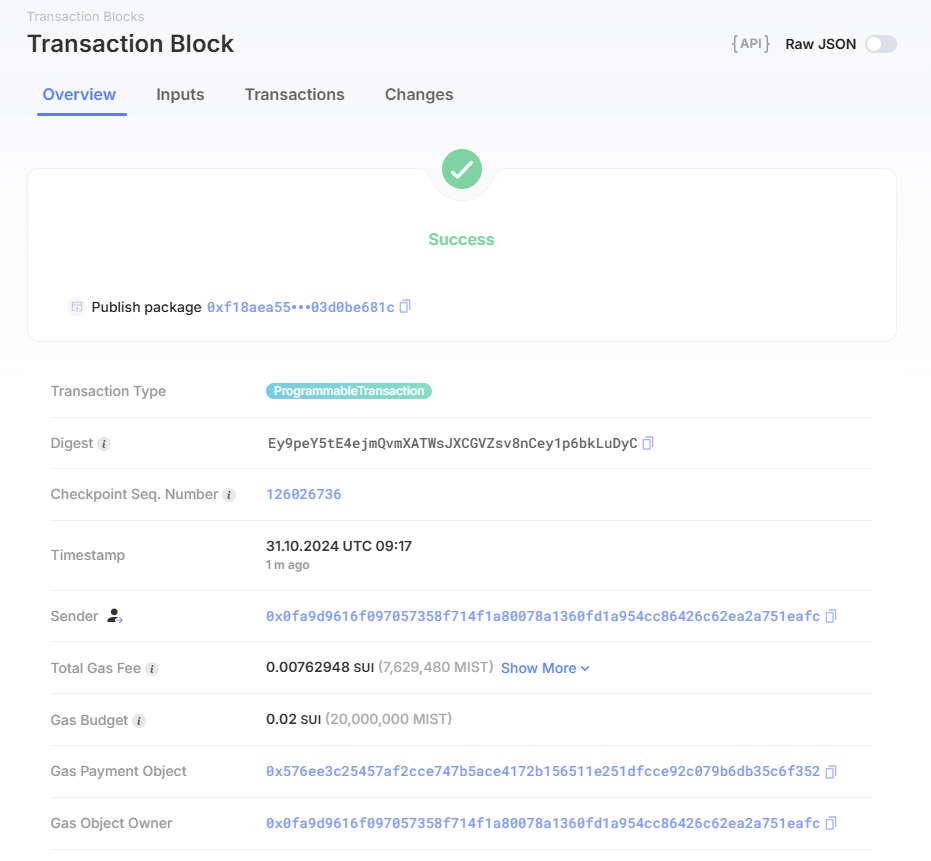 Transaction Blocks
Transaction Block
{API} Raw JSON
Overview Inputs Transactions Changes
Success
Publish package 0xf18aea55•••03d0be681c
Transaction Type ProgrammableTransaction
Digest i Ey9peY5tE4ejmQvmXATWsJXCGVZsv8nCey1p6bkLuDyC
Checkpoint Seq. Number i 126026736
Timestamp 31.10.2024 UTC 09:17
1 m ago
Sender 0x0fa9d9616f097057358f714f1a80078a1360fd1a954cc86426c62ea2a751eafc
Total Gas Fee i 0.00762948 SUI (7,629,480 MIST) Show More
Gas Budget i 0.02 SUI (20,000,000 MIST)
Gas Payment Object 0x576ee3c25457af2cce747b5ace4172b156511e251dfcce92c079b6db35c6f352
Gas Object Owner 0x0fa9d9616f097057358f714f1a80078a1360fd1a954cc86426c62ea2a751eafc